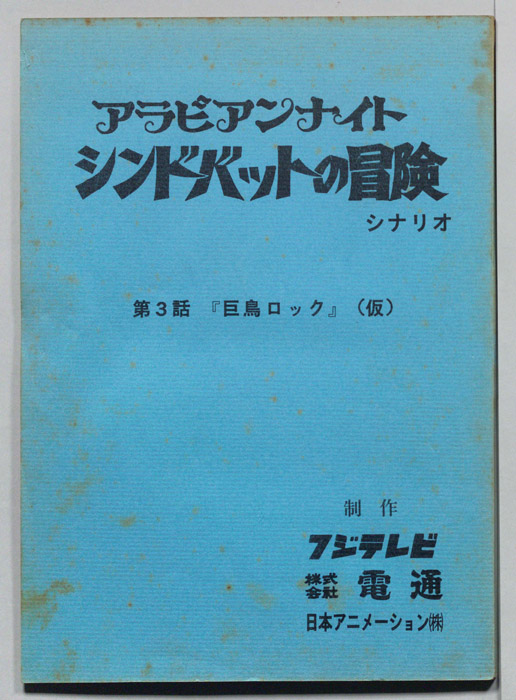 アラビアンナイト
シンドバットの冒険
シナリオ
第3話 『巨鳥ロック』 (仮)
制作
フジテレビ
株式会社 電通
日本アニメーション(株)